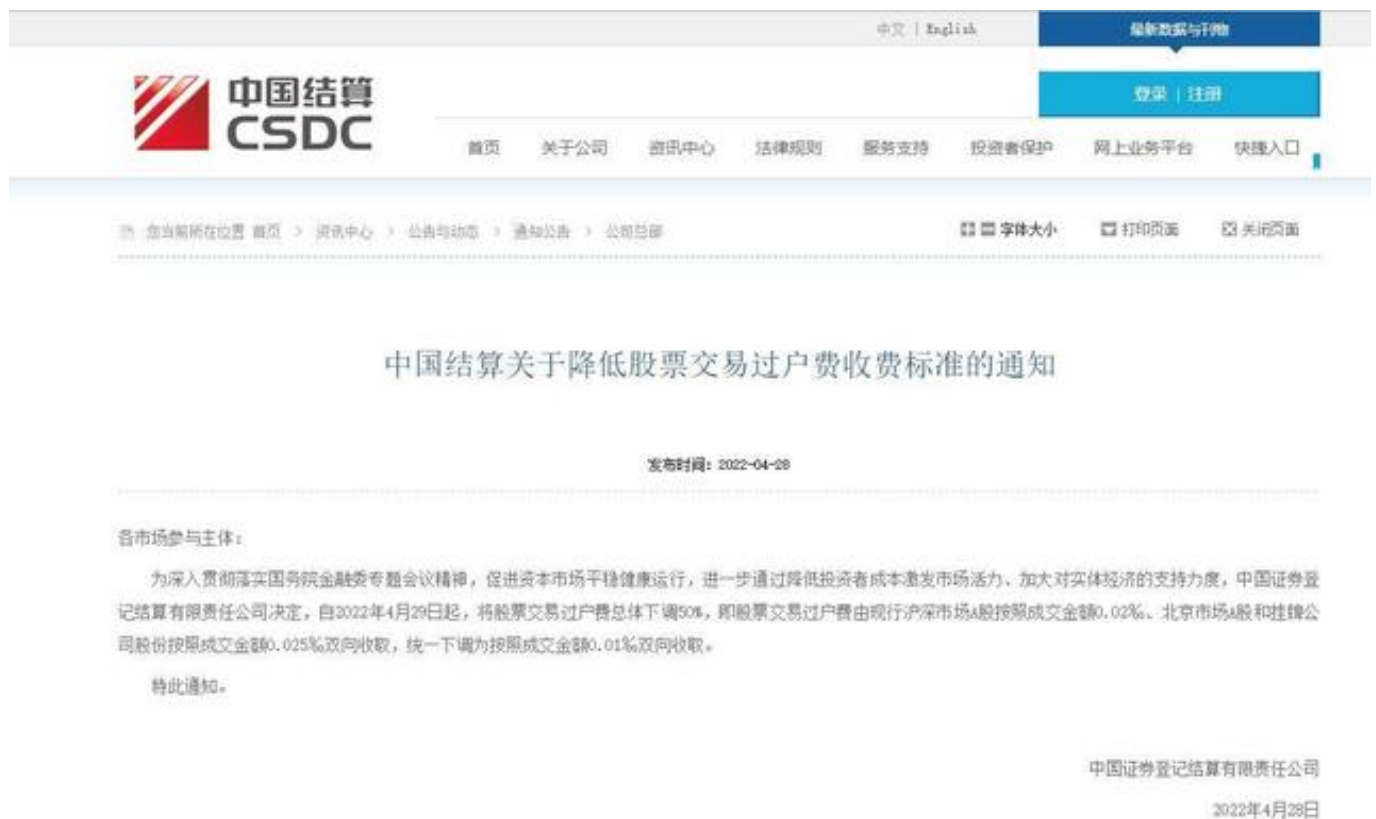 中文 | English
最新数据与刊物
中国结算
CSDC
登录 | 注册
首页 关于公司 资讯中心 法律规则 服务支持 投资者保护 网上业务平台 快捷入口
您当前所在位置 首页 > 资讯中心 > 公告与动态 > 通知公告 > 公司总部
字体大小 打印页面 关闭页面
中国结算关于降低股票交易过户费收费标准的通知
发布时间：2022-04-28
各市场参与主体：
为深入贯彻落实国务院金融委专题会议精神，促进资本市场平稳健康运行，进一步通过降低投资者成本激发市场活力、加大对实体经济的支持力度，中国证券登
记结算有限责任公司决定，自2022年4月29日起，将股票交易过户费总体下调50%，即股票交易过户费由现行沪深市场A股按照成交金额0.02‰、北京市场A股和挂牌公
司股份按照成交金额0.025‰双向收取，统一下调为按照成交金额0.01‰双向收取。
特此通知。
中国证券登记结算有限责任公司
2022年4月28日